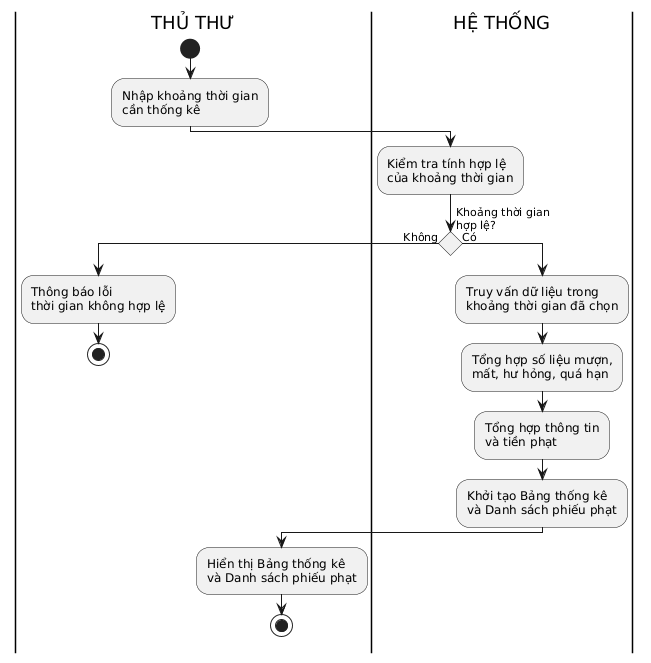 THỦ THƯ
HỆ THỐNG
Nhập khoảng thời gian
cần thống kê
Kiểm tra tính hợp lệ
của khoảng thời gian
Khoảng thời gian
hợp lệ?
Không
Có
Thông báo lỗi
thời gian không hợp lệ
Truy vấn dữ liệu trong
khoảng thời gian đã chọn
Tổng hợp số liệu mượn,
mất, hư hỏng, quá hạn
Tổng hợp thông tin
và tiền phạt
Khởi tạo Bảng thống kê
và Danh sách phiếu phạt
Hiển thị Bảng thống kê
và Danh sách phiếu phạt